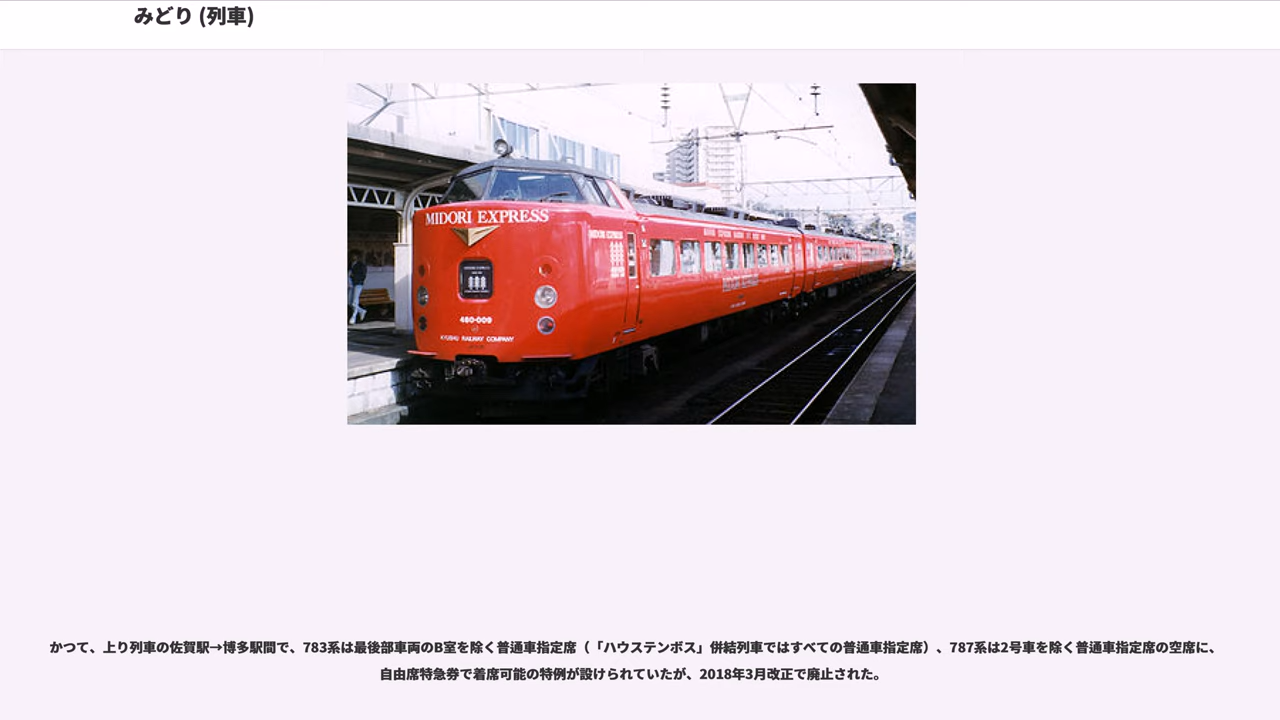 みどり (列車)
MIDORI EXPRESS
MIDORI EXPRESS
480-009
KYUSHU RAILWAY COMPANY
かつて、上り列車の佐賀駅→博多駅間で、783系は最後部車両のB室を除く普通車指定席（「ハウステンボス」併結列車ではすべての普通車指定席）、787系は2号車を除く普通車指定席の空席に、
自由席特急券で着席可能の特例が設けられていたが、2018年3月改正で廃止された。